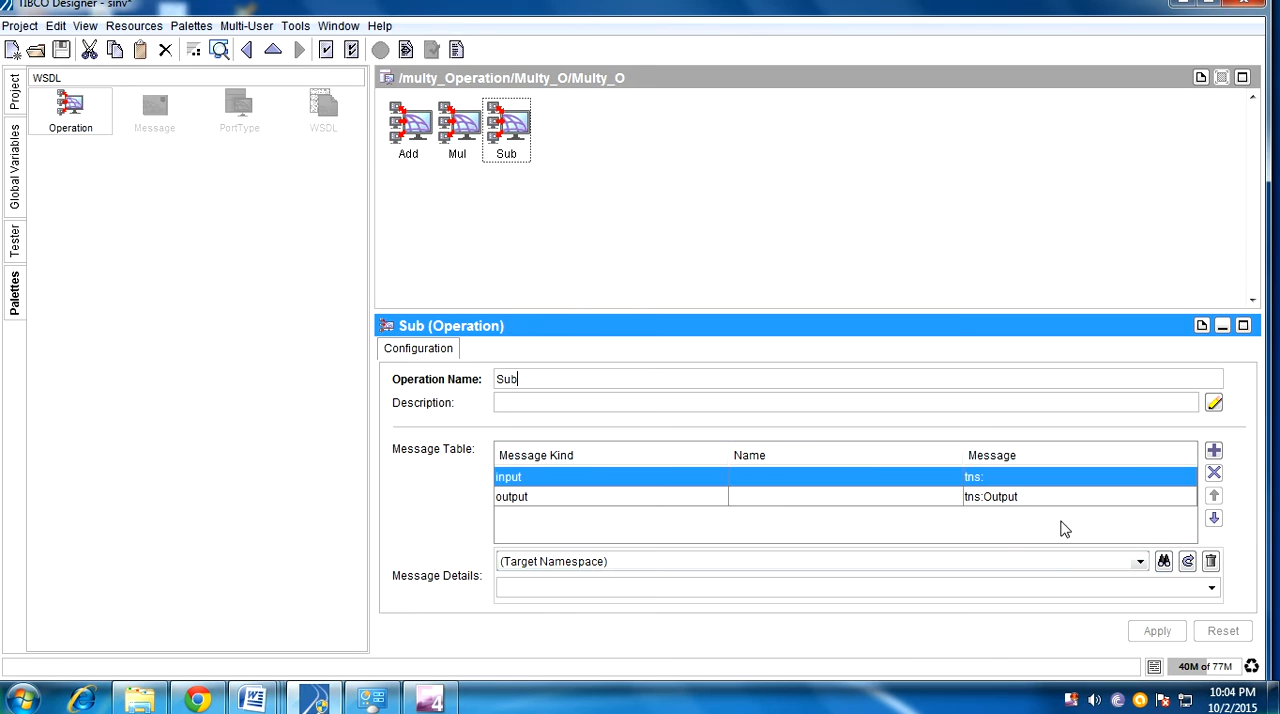 TIBCO Designer - sinv*
Project Edit View Resources Palettes Multi-User Tools Window Help
WSDL
/multy_Operation/Multy_O/Multy_O
Project
Global Variables
Tester
Palettes
Operation Message PortType WSDL
Add Mul Sub
Sub (Operation)
Configuration
Operation Name: Sub
Description:
Message Table:
Message Kind Name Message
input tns:
output tns:Output
(Target Namespace)
Message Details:
Apply Reset
40M of 77M
W
4
10:04 PM
10/2/2015